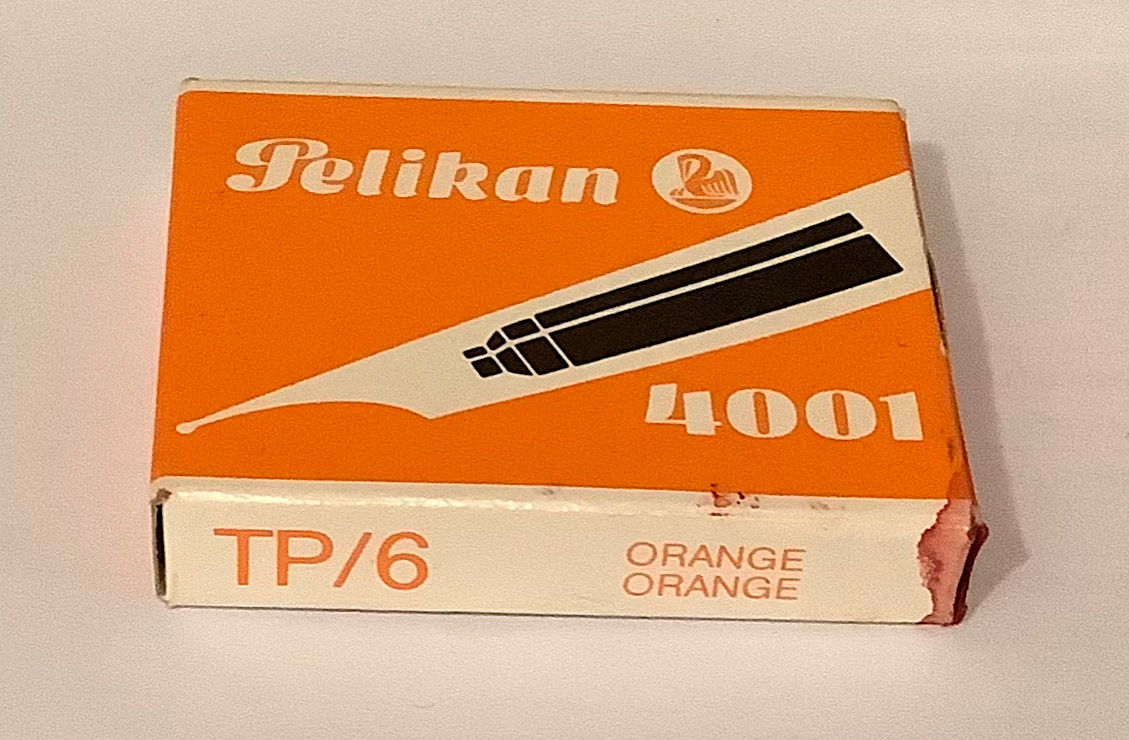 Pelikan
4001
TP/6
ORANGE
ORANGE